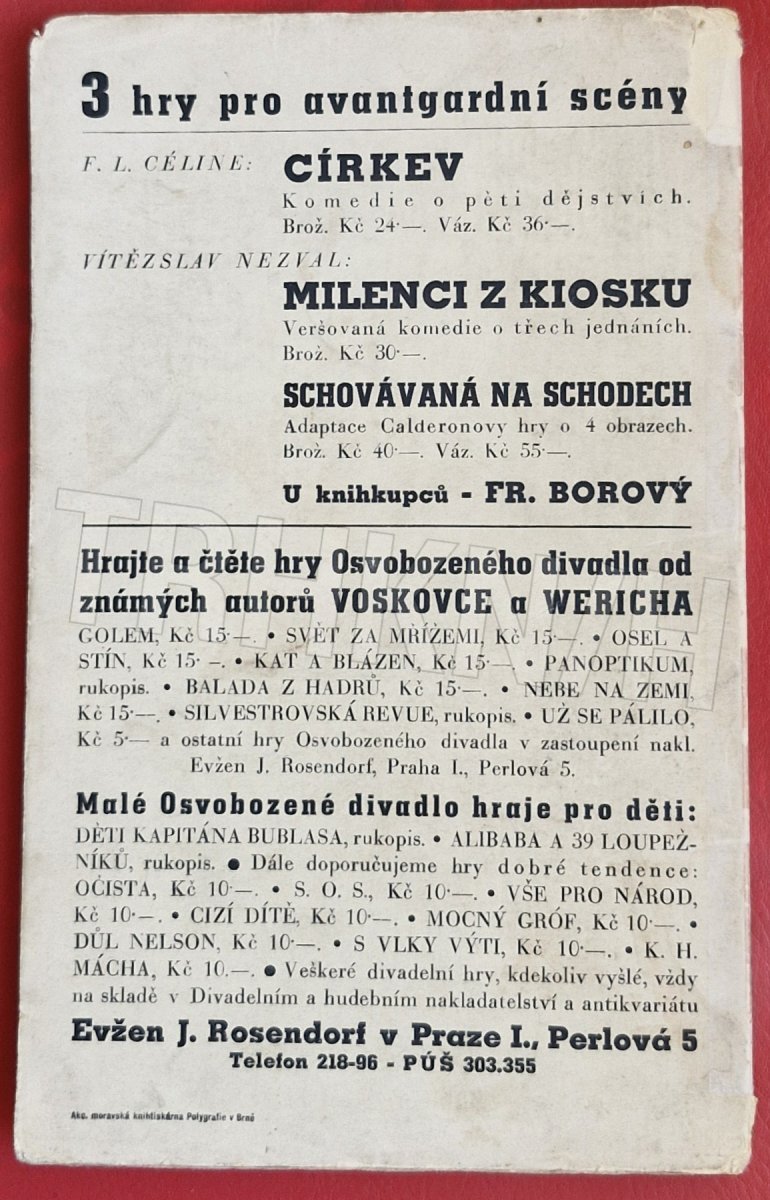 3 hry pro avantgardní scény
F. L. CÉLINE: CÍRKEV
Komedie o pěti dějstvích.
Brož. Kč 24·—. Váz. Kč 36·—.
VÍTĚZSLAV NEZVAL:
MILENCI Z KIOSKU
Veršovaná komedie o třech jednáních.
Brož. Kč 30·—.
SCHOVÁVANÁ NA SCHODECH
Adaptace Calderonovy hry o 4 obrazech.
Brož. Kč 40·—. Váz. Kč 55·—.
U knihkupců - FR. BOROVÝ
TRHKNIH
Hrajte a čtěte hry Osvobozeného divadla od
známých autorů VOSKOVCE a WERICHA
GOLEM, Kč 15·—. • SVĚT ZA MŘÍŽEMI, Kč 15·—. • OSEL A
STÍN, Kč 15· –. • KAT A BLÁZEN, Kč 15·—. • PANOPTIKUM,
rukopis. • BALADA Z HADRŮ, Kč 15·—. • NEBE NA ZEMI,
Kč 15·—. • SILVESTROVSKÁ REVUE, rukopis. • UŽ SE PÁLILO,
Kč 5·— a ostatní hry Osvobozeného divadla v zastoupení nakl.
Evžen J. Rosendorf, Praha I., Perlová 5.
Malé Osvobozené divadlo hraje pro děti:
DĚTI KAPITÁNA BUBLASA, rukopis. • ALIBABA A 39 LOUPEŽ-
NÍKŮ, rukopis. ● Dále doporučujeme hry dobré tendence:
OČISTA, Kč 10·—. • S. O. S., Kč 10·—. • VŠE PRO NÁROD,
Kč 10·—. • CIZÍ DÍTĚ, Kč 10·—. • MOCNÝ GRÓF, Kč 10·—. •
DŮL NELSON, Kč 10·—. • S VLKY VÝTI, Kč 10·—. • K. H.
MÁCHA, Kč 10.—. ● Veškeré divadelní hry, kdekoliv vyšlé, vždy
na skladě v Divadelním a hudebním nakladatelství a antikvariátu
Evžen J. Rosendorf v Praze I., Perlová 5
Telefon 218-96 - PÚŠ 303.355
Akc. moravská knihtiskárna Polygrafie v Brně